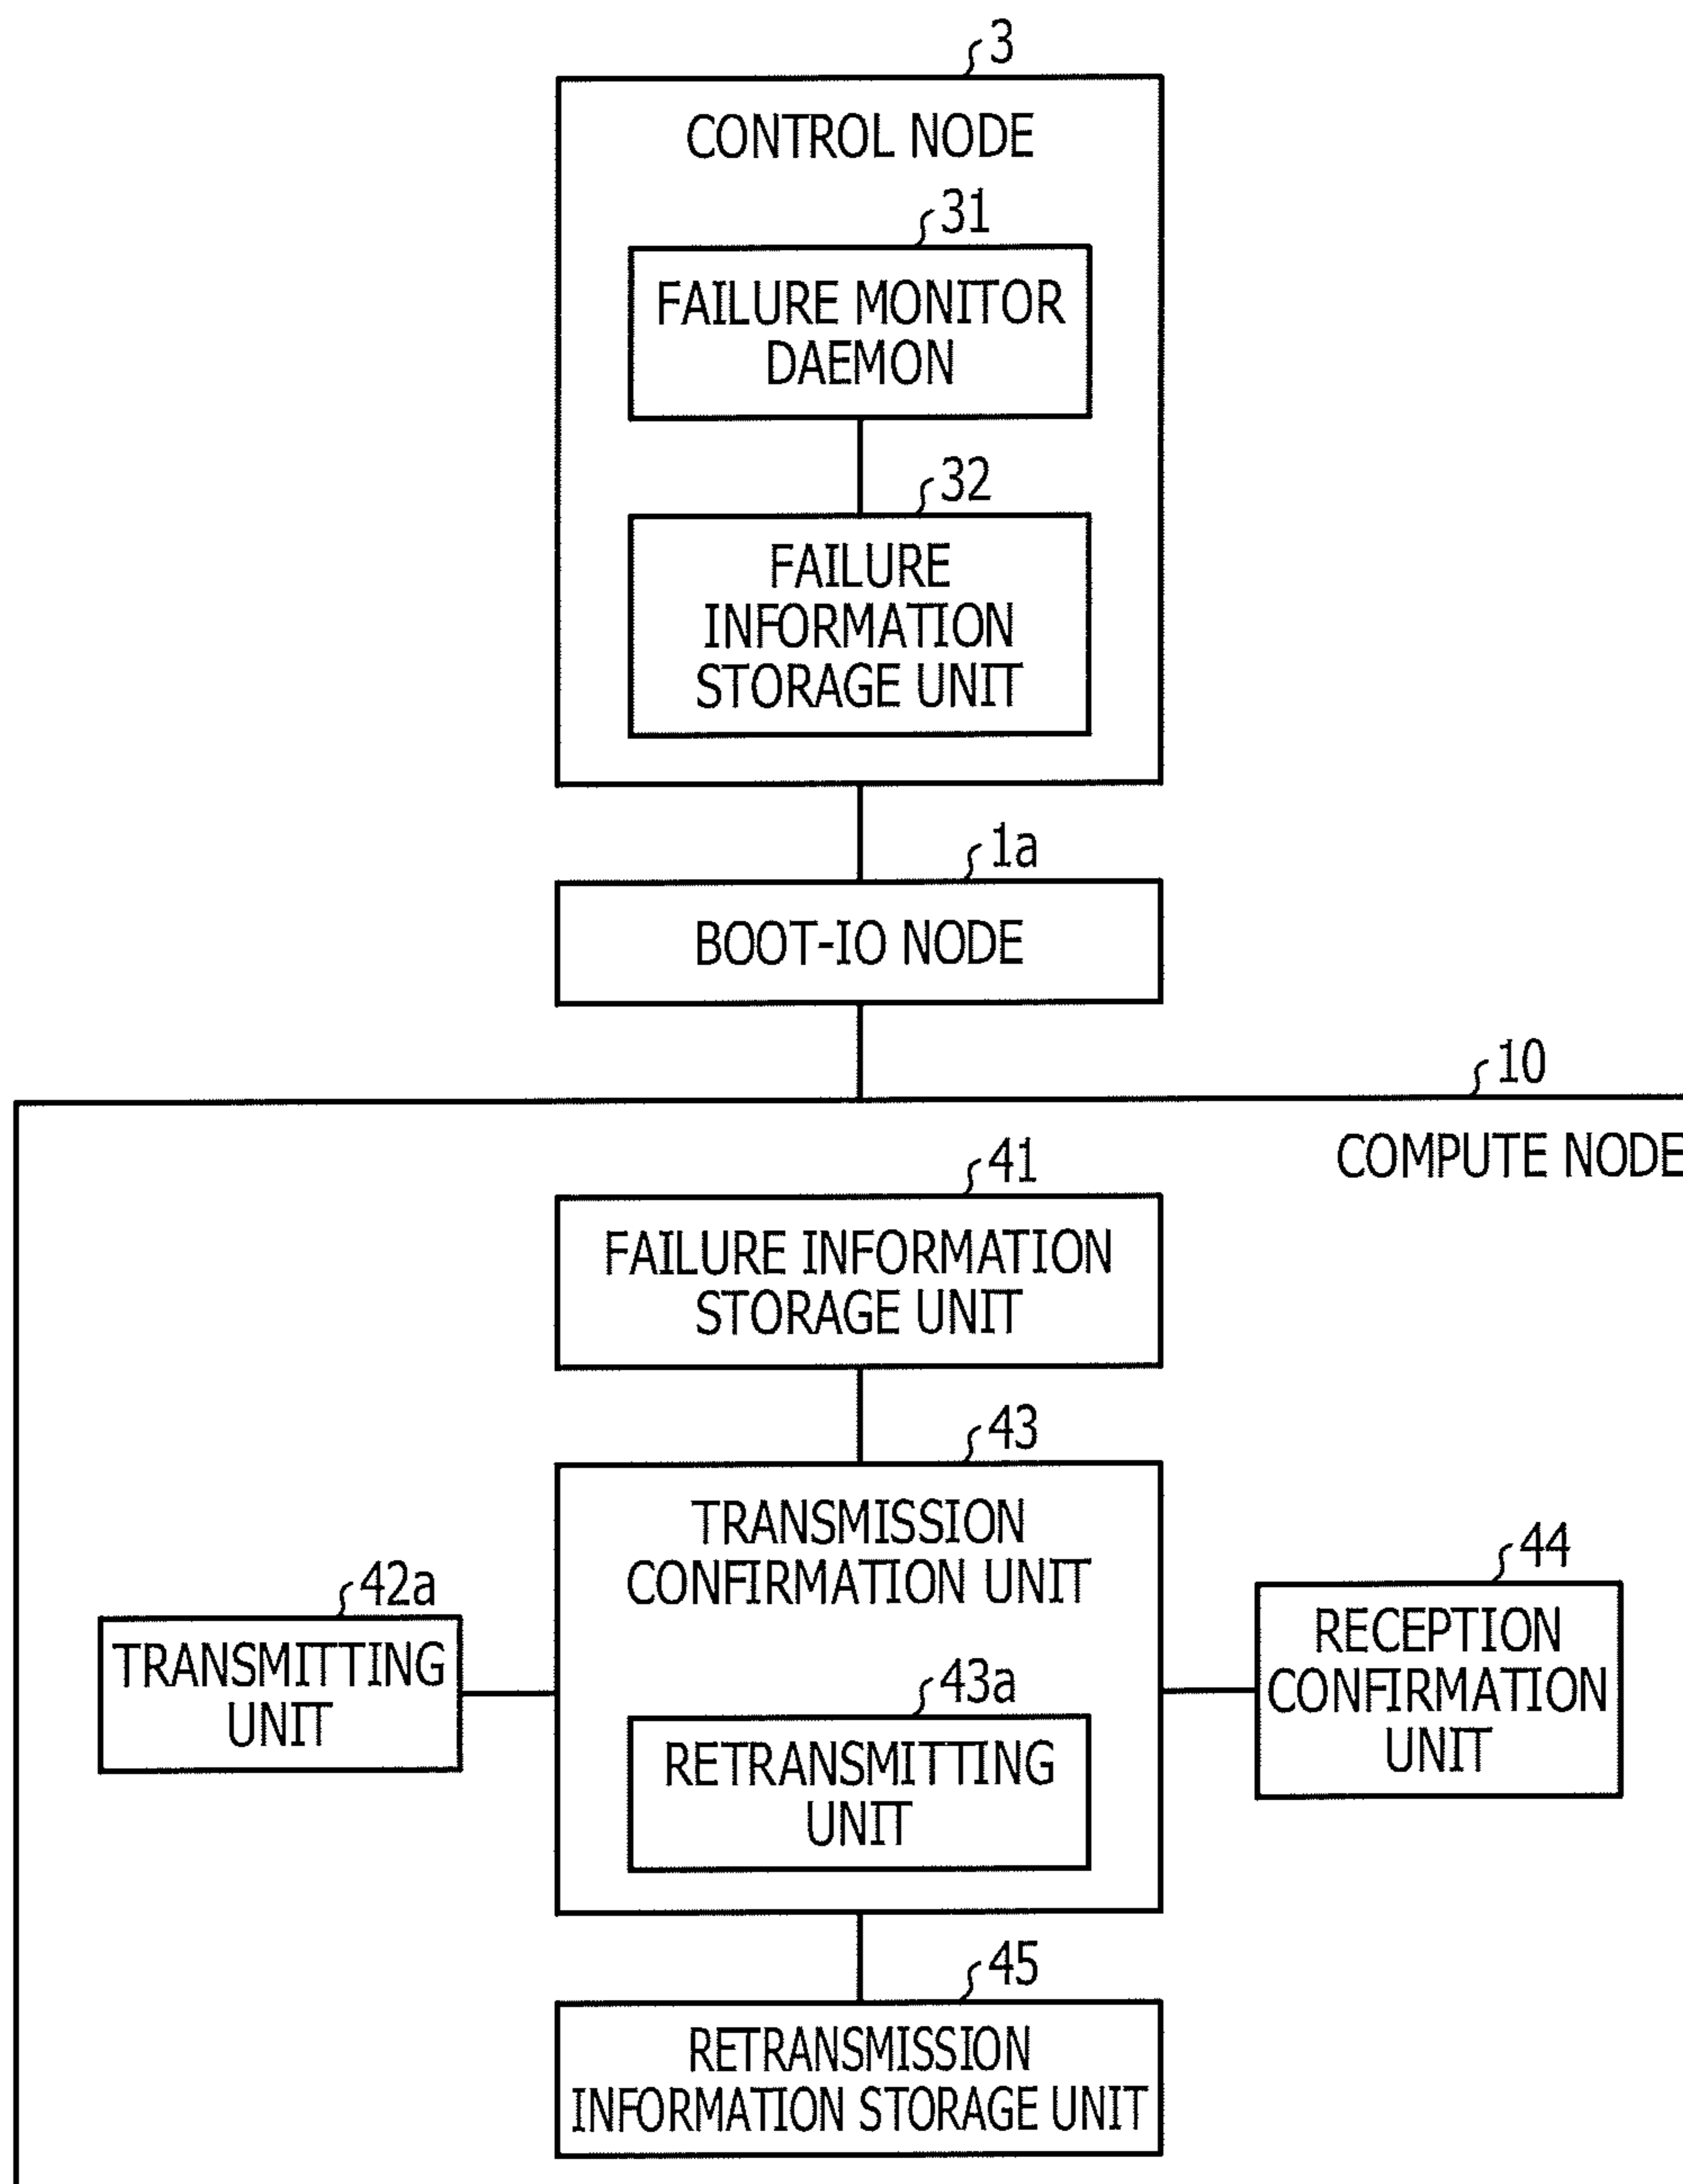 3
CONTROL NODE
31
FAILURE MONITOR
DAEMON
32
FAILURE
INFORMATION
STORAGE UNIT
1a
BOOT-IO NODE
10
COMPUTE NODE
41
FAILURE INFORMATION
STORAGE UNIT
43
TRANSMISSION
CONFIRMATION UNIT
42a
TRANSMITTING
UNIT
43a
RETRANSMITTING
UNIT
44
RECEPTION
CONFIRMATION
UNIT
45
RETRANSMISSION
INFORMATION STORAGE UNIT